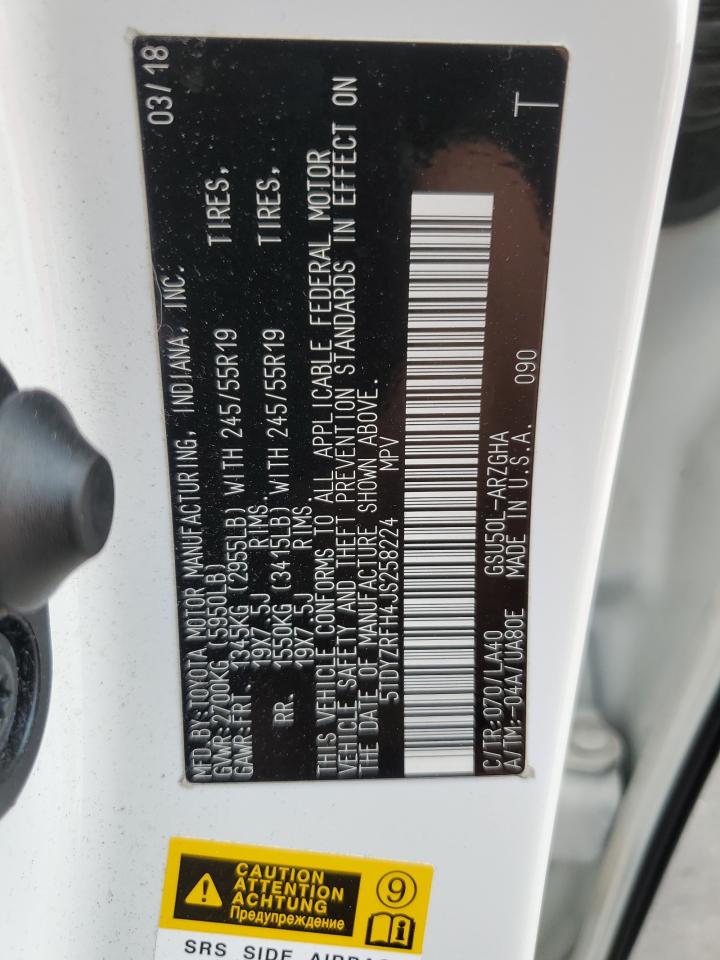 MFD. BY: TOYOTA MOTOR MANUFACTURING, INDIANA, INC. 03/18
GVWR: 2700KG (5950LB)
GAWR: FRT. 1345KG (2955LB) WITH 245/55R19 TIRES,
19X7.5J RIMS.
RR. 1550KG (3415LB) WITH 245/55R19 TIRES,
19X7.5J RIMS.
THIS VEHICLE CONFORMS TO ALL APPLICABLE FEDERAL MOTOR
VEHICLE SAFETY AND THEFT PREVENTION STANDARDS IN EFFECT ON
THE DATE OF MANUFACTURE SHOWN ABOVE.
5TDYZRFH4JS258224 MPV
C/TR: 070/LA40 GSU50L-ARZGHA 090
A/TM: -04A/UA80E MADE IN U.S.A. T
CAUTION
ATTENTION
ACHTUNG
Предупреждение
9
SRS SIDE